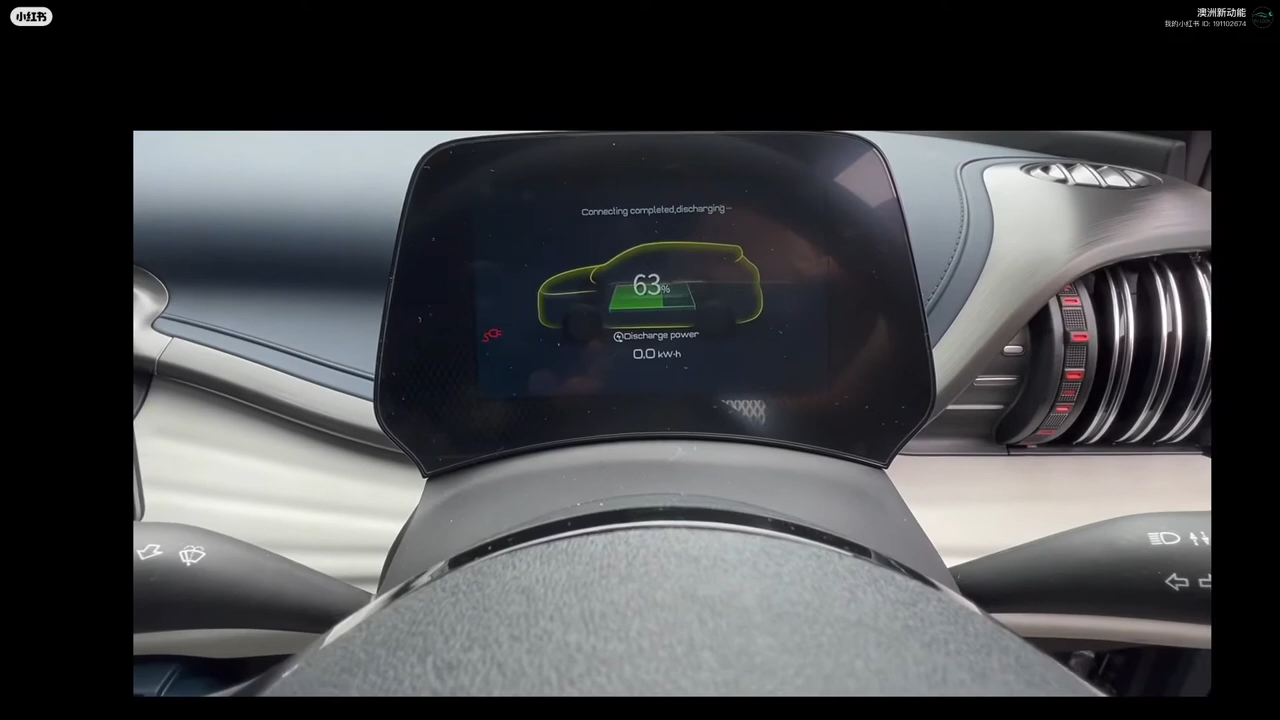 小红书
澳洲新动能
我的小红书 ID: 191102674
Connecting completed,discharging···
63%
Discharge power
0.0 kW·h